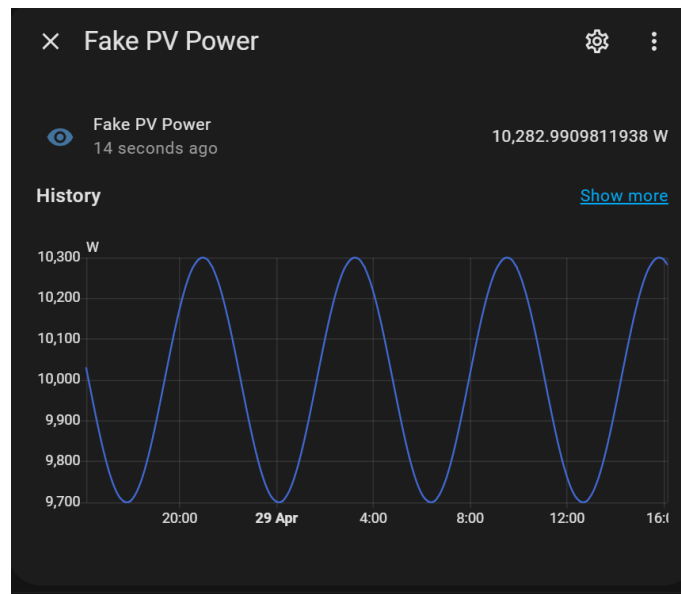 Fake PV Power
Fake PV Power
10,282.9909811938 W
14 seconds ago
History
Show more
W
10,300
10,200
10,100
10,000
9,900
9,800
9,700
20:00 29 Apr 4:00 8:00 12:00 16: